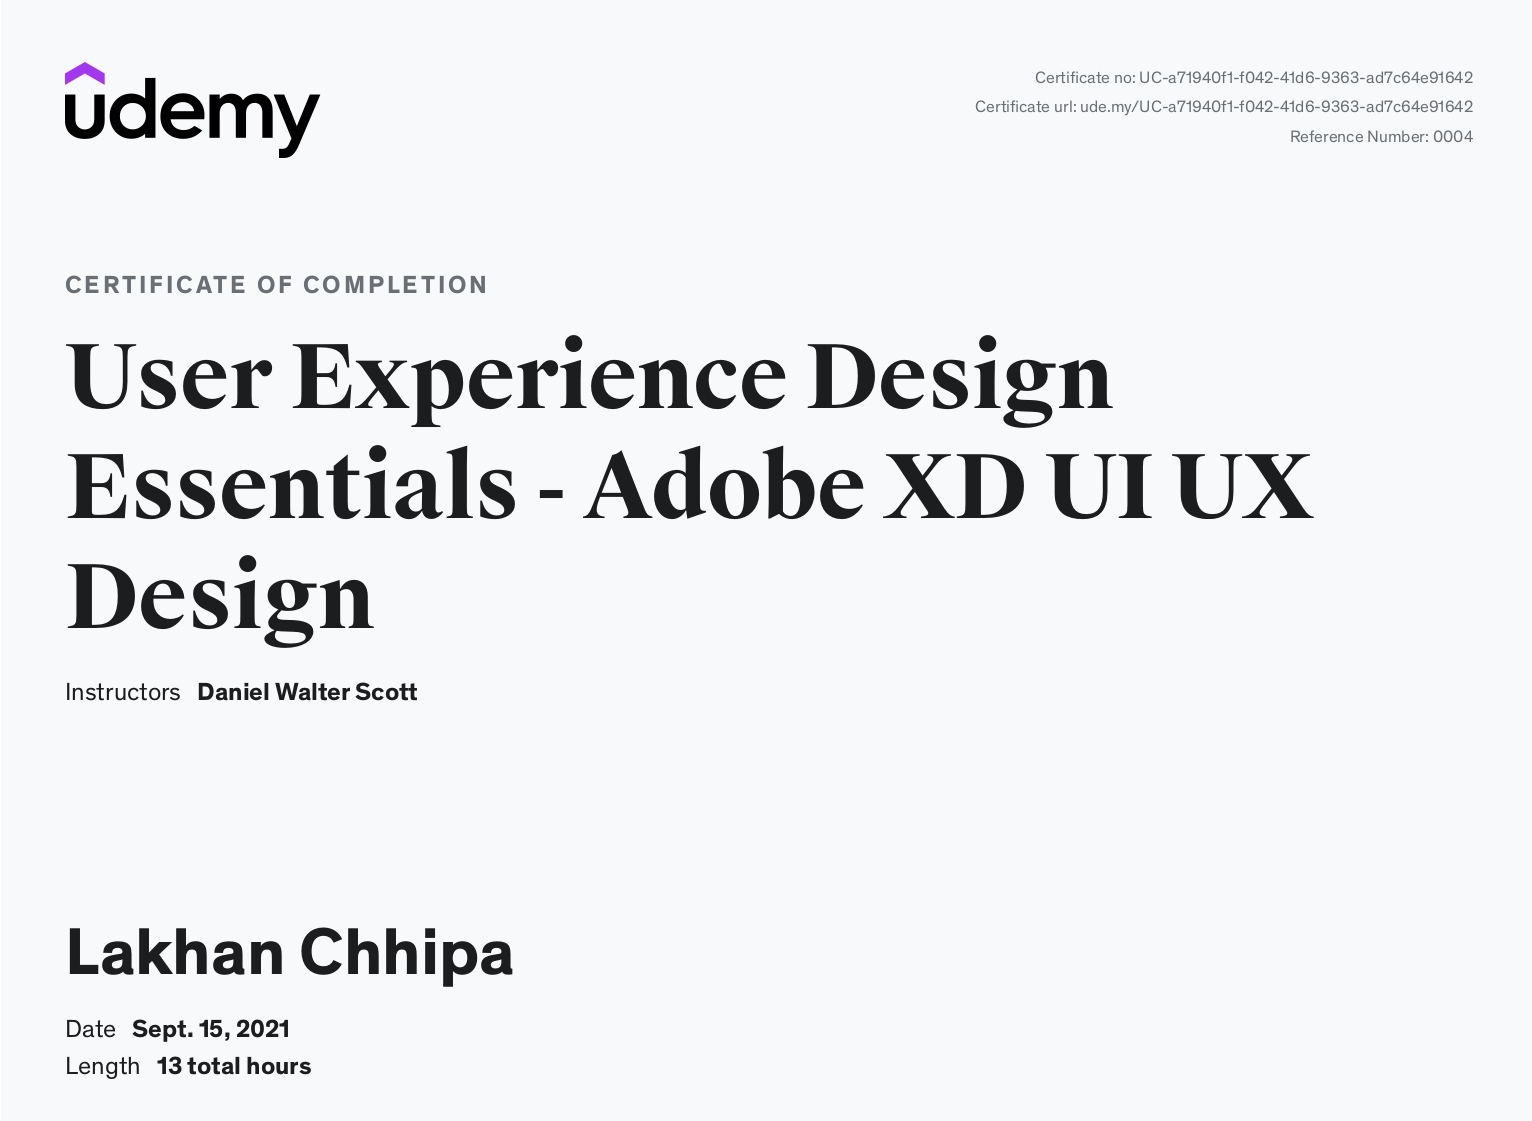 udemy
Certificate no: UC-a71940f1-f042-41d6-9363-ad7c64e91642
Certificate url: ude.my/UC-a71940f1-f042-41d6-9363-ad7c64e91642
Reference Number: 0004
CERTIFICATE OF COMPLETION
User Experience Design
Essentials - Adobe XD UI UX
Design
Instructors Daniel Walter Scott
Lakhan Chhipa
Date Sept. 15, 2021
Length 13 total hours